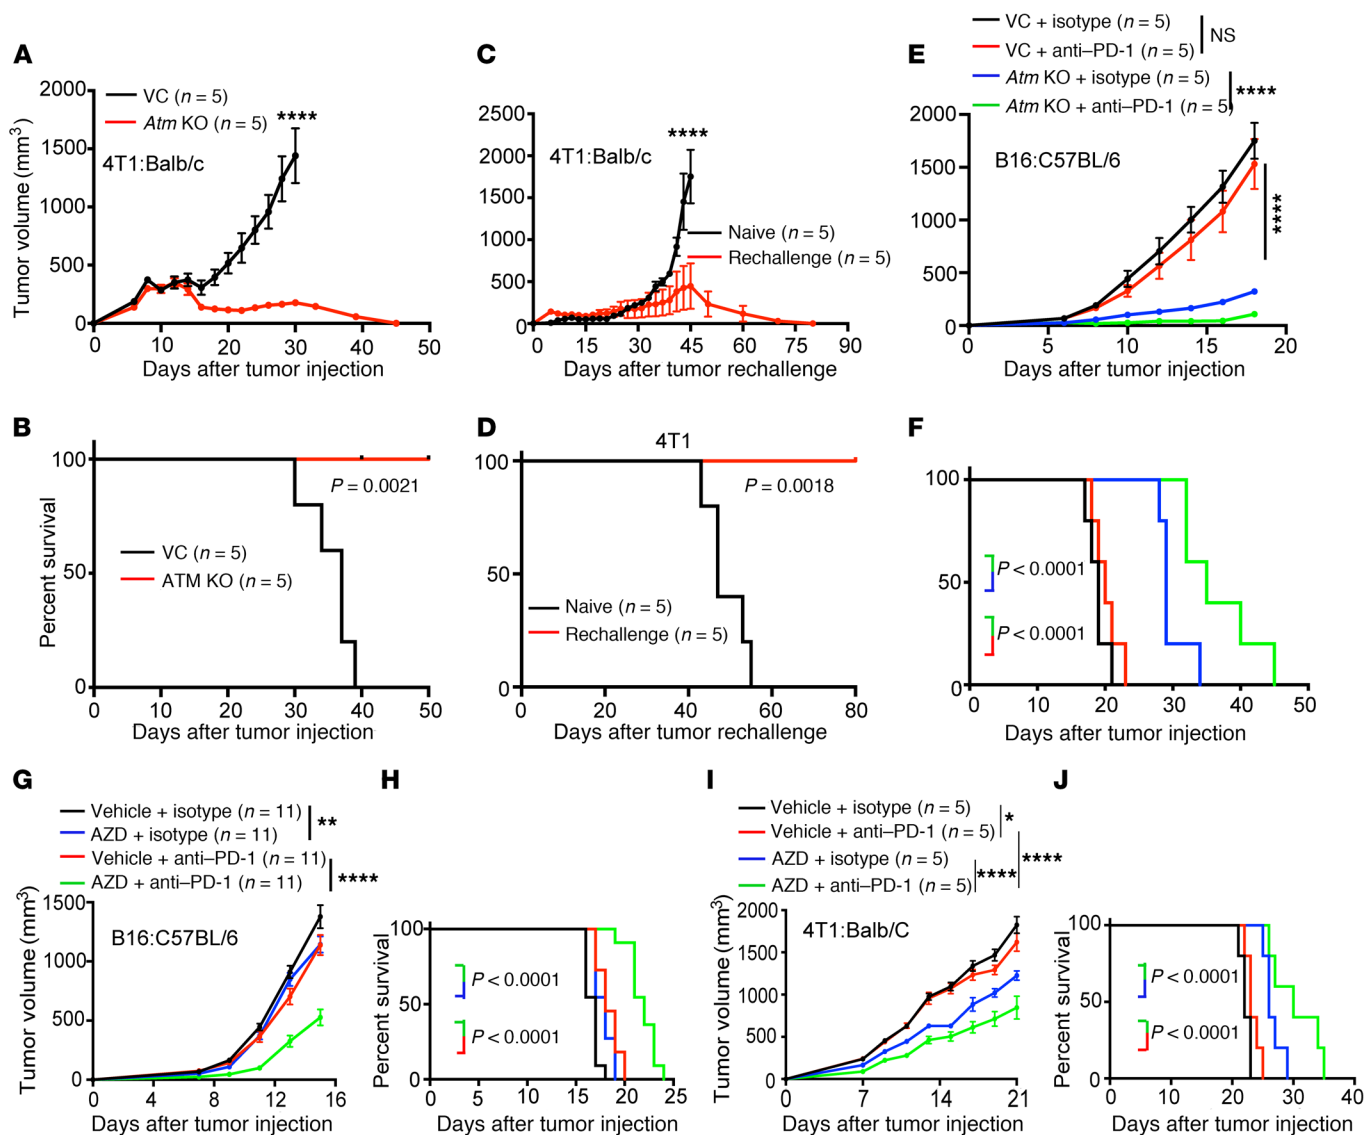 A
VC (n = 5)
Atm KO (n = 5)
****
4T1:Balb/c
Tumor volume (mm3)
2000
1500
1000
500
0
0 10 20 30 40 50
Days after tumor injection
C
2500
2000
1500
1000
500
0
4T1:Balb/c
****
Naive (n = 5)
Rechallenge (n = 5)
0 15 30 45 60 75 90
Days after tumor rechallenge
E
VC + isotype (n = 5)
VC + anti–PD-1 (n = 5)
NS
Atm KO + isotype (n = 5)
Atm KO + anti–PD-1 (n = 5)
****
2000
1500
1000
500
0
B16:C57BL/6
****
0 5 10 15 20
Days after tumor injection
B
Percent survival
100
50
0
P = 0.0021
VC (n = 5)
ATM KO (n = 5)
0 10 20 30 40 50
Days after tumor injection
D
4T1
100
50
0
P = 0.0018
Naive (n = 5)
Rechallenge (n = 5)
0 20 40 60 80
Days after tumor rechallenge
F
100
50
0
P < 0.0001
P < 0.0001
0 10 20 30 40 50
Days after tumor injection
G
Vehicle + isotype (n = 11)
AZD + isotype (n = 11)
**
Vehicle + anti–PD-1 (n = 11)
AZD + anti–PD-1 (n = 11)
****
Tumor volume (mm3)
1500
1000
500
0
B16:C57BL/6
0 4 8 12 16
Days after tumor injection
H
Percent survival
100
50
0
P < 0.0001
P < 0.0001
0 5 10 15 20 25
Days after tumor injection
I
Vehicle + isotype (n = 5)
Vehicle + anti–PD-1 (n = 5)
*
AZD + isotype (n = 5)
AZD + anti–PD-1 (n = 5)
****
****
Tumor volume (mm3)
2000
1500
1000
500
0
4T1:Balb/C
0 7 14 21
Days after tumor injection
J
Percent survival
100
50
0
P < 0.0001
P < 0.0001
0 10 20 30 40
Days after tumor injection